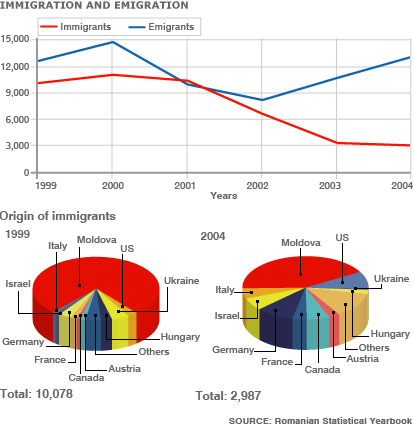 IMMIGRATION AND EMIGRATION
Immigrants Emigrants
15,000
12,000
9,000
6,000
3,000
0
1999 2000 2001 2002 2003 2004
Years
Origin of immigrants
1999
Italy
Moldova
US
Ukraine
Israel
Germany
France
Canada
Austria
Others
Hungary
Total: 10,078
2004
Moldova
US
Ukraine
Italy
Israel
Germany
France
Canada
Austria
Others
Hungary
Total: 2,987
SOURCE: Romanian Statistical Yearbook